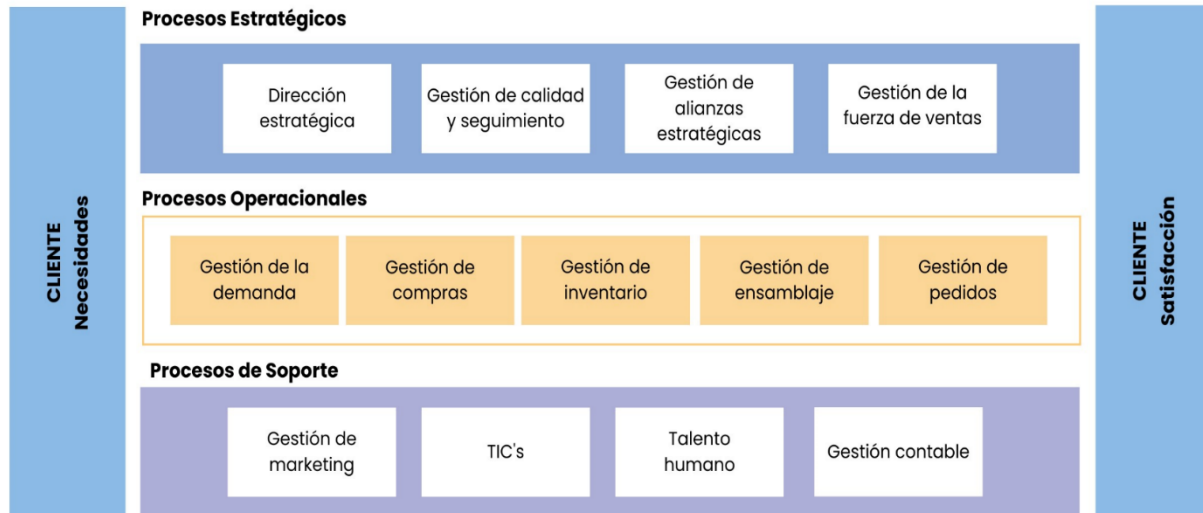 Procesos Estratégicos
Dirección
estratégica
Gestión de calidad
y seguimiento
Gestión de
alianzas
estratégicas
Gestión de la
fuerza de ventas
CLIENTE
Necesidades
Procesos Operacionales
Gestión de la
demanda
Gestión de
compras
Gestión de
inventario
Gestión de
ensamblaje
Gestión de
pedidos
CLIENTE
Satisfacción
Procesos de Soporte
Gestión de
marketing
TIC's
Talento
humano
Gestión contable